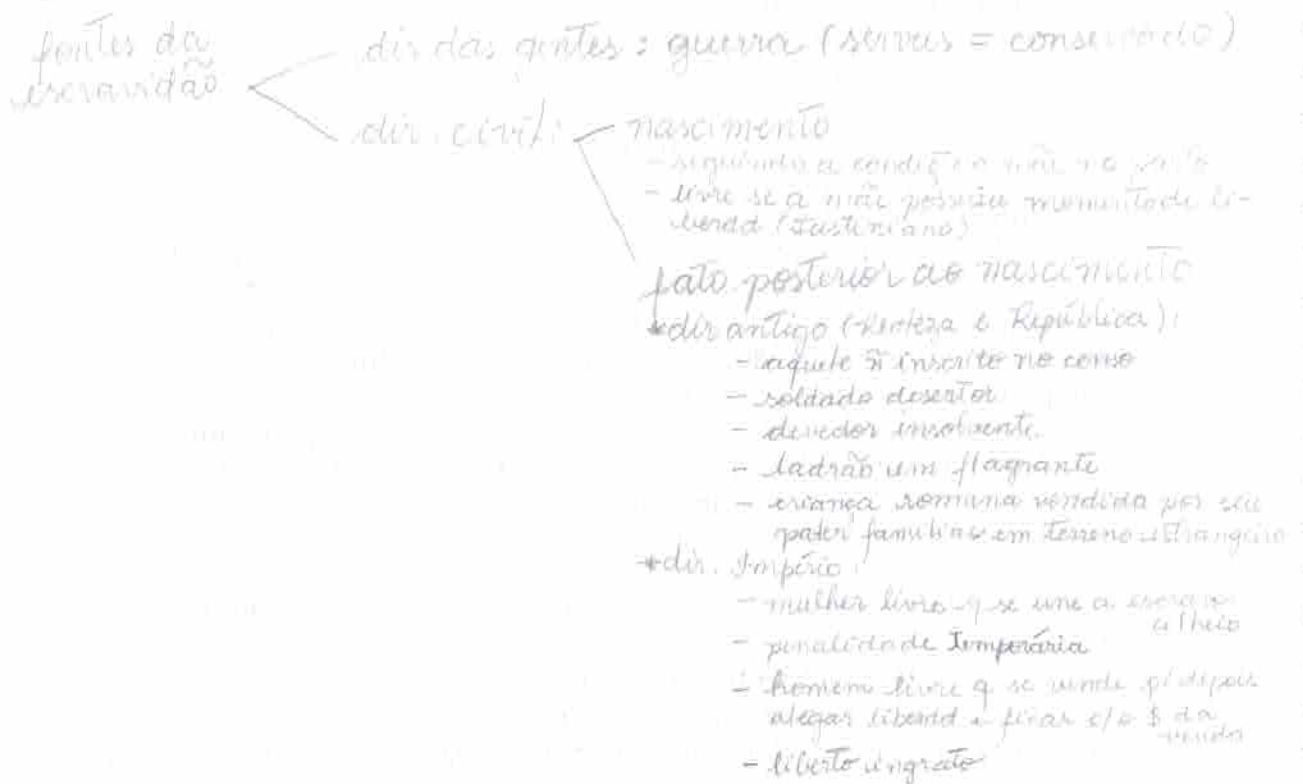 fontes da
escravidão
dir das gentes: guerra (servus = conservado)
dir. civil:
nascimento
- seguindo a condição mãe no parto
- livre se a mãe possuiu momento de li-
berdd (Justiniano)
fato posterior ao nascimento
*dir antigo (Realeza e República):
- aquele ñ inscrito no censo
- soldado desertor
- devedor insolvente
- ladrão em flagrante
- criança romana vendida por seu
pater familias em terreno estrangeiro
*dir. Império:
- mulher livre q se une a escravo
alheio
- penalidade temporária
- homem livre q se vende p/ depois
alegar liberdd e ficar c/ o $ da
venda
- liberto ingrato